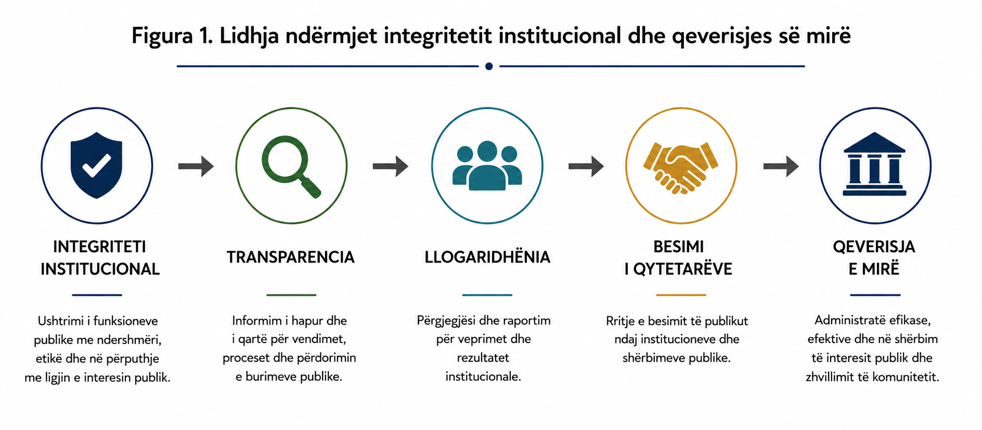 Figura 1. Lidhja ndërmjet integritetit institucional dhe qeverisjes së mirë
INTEGRITETI
INSTITUCIONAL
Ushtrimi i funksioneve
publike me ndershmëri,
etikë dhe në përputhje
me ligjin e interesin publik.
TRANSPARENCIA
Informim i hapur dhe
i qartë për vendimet,
proceset dhe përdorimin
e burimeve publike.
LLOGARIDHËNIA
Përgjegjësi dhe raportim
për veprimet dhe
rezultatet
institucionale.
BESIMI
I QYTETARËVE
Rritje e besimit të publikut
ndaj institucioneve dhe
shërbimeve publike.
QEVERISJA
E MIRË
Administratë efikase,
efektive dhe në shërbim
të interesit publik dhe
zhvillimit të komunitetit.